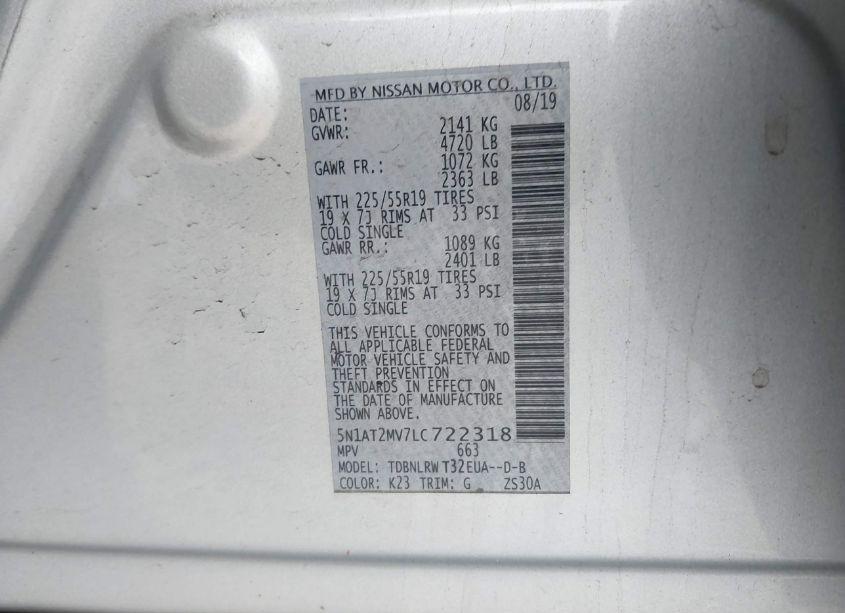 MFD BY NISSAN MOTOR CO., LTD.
DATE: 08/19
GVWR: 2141 KG
4720 LB
GAWR FR.: 1072 KG
2363 LB
WITH 225/55R19 TIRES
19 X 7J RIMS AT 33 PSI
COLD SINGLE
GAWR RR.: 1089 KG
2401 LB
WITH 225/55R19 TIRES
19 X 7J RIMS AT 33 PSI
COLD SINGLE
THIS VEHICLE CONFORMS TO
ALL APPLICABLE FEDERAL
MOTOR VEHICLE SAFETY AND
THEFT PREVENTION
STANDARDS IN EFFECT ON
THE DATE OF MANUFACTURE
SHOWN ABOVE.
5N1AT2MV7LC722318
MPV 663
MODEL: TDBNLRW T32EUA--D-B
COLOR: K23 TRIM: G ZS30A